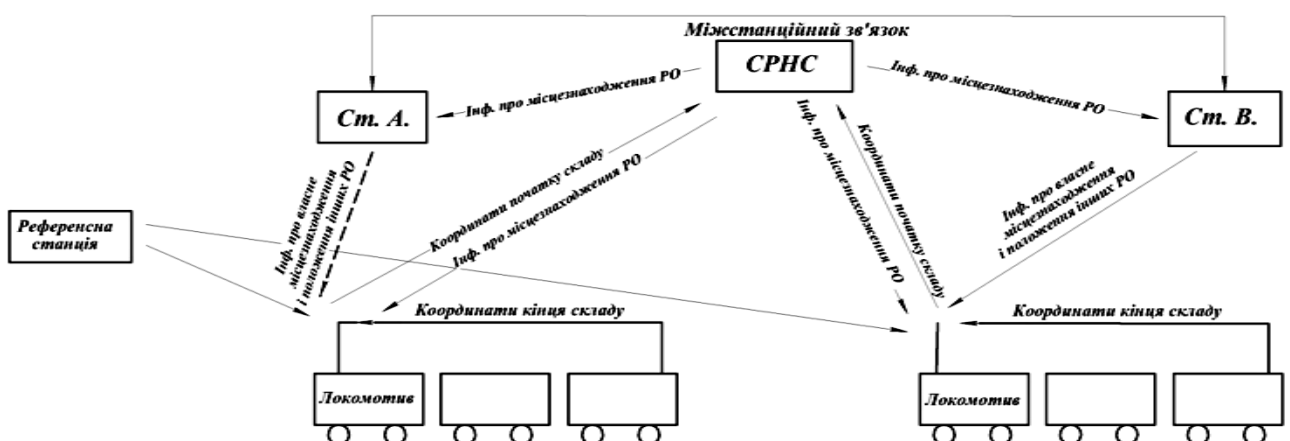 Міжстанційний зв'язок
СРНС
Інф. про місцезнаходження РО
Інф. про місцезнаходження РО
Ст. А.
Ст. В.
Інф. про власне
місцезнаходження
і положення інших РО
Координати початку складу
Інф. про місцезнаходження РО
Інф. про місцезнаходження РО
Координати початку складу
Інф. про власне
місцезнаходження
і положення інших РО
Референсна
станція
Координати кінця складу
Координати кінця складу
Локомотив
Локомотив